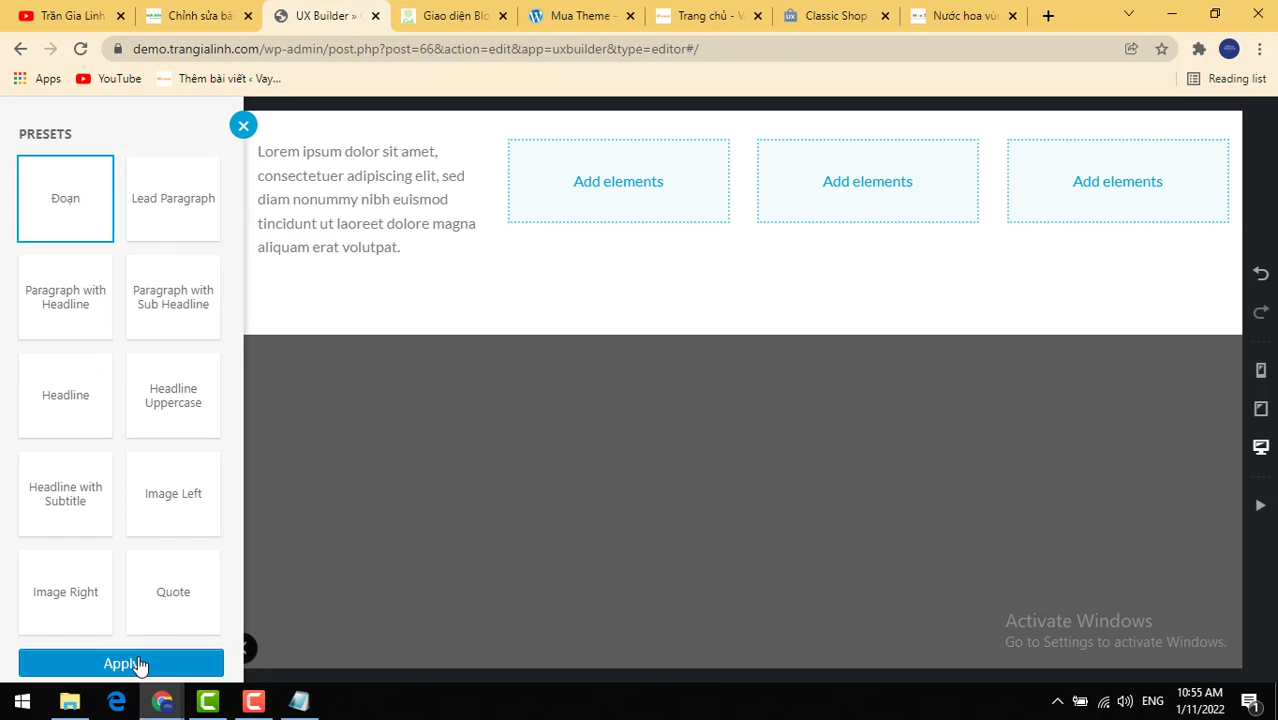 Trần Gia Linh
Chỉnh sửa bài
UX Builder »
Giao diện Blo
Mua Theme –
Trang chủ - Va
Classic Shop
Nước hoa vù
demo.trangialinh.com/wp-admin/post.php?post=66&action=edit&app=uxbuilder&type=editor#/
Apps
YouTube
Thêm bài viết ‹ Vay...
Reading list
PRESETS
Đoạn
Lead Paragraph
Paragraph with
Headline
Paragraph with
Sub Headline
Headline
Headline
Uppercase
Headline with
Subtitle
Image Left
Image Right
Quote
Apply
Lorem ipsum dolor sit amet,
consectetuer adipiscing elit, sed
diam nonummy nibh euismod
tincidunt ut laoreet dolore magna
aliquam erat volutpat.
Add elements
Add elements
Add elements
Activate Windows
Go to Settings to activate Windows.
ENG
10:55 AM
1/11/2022
1